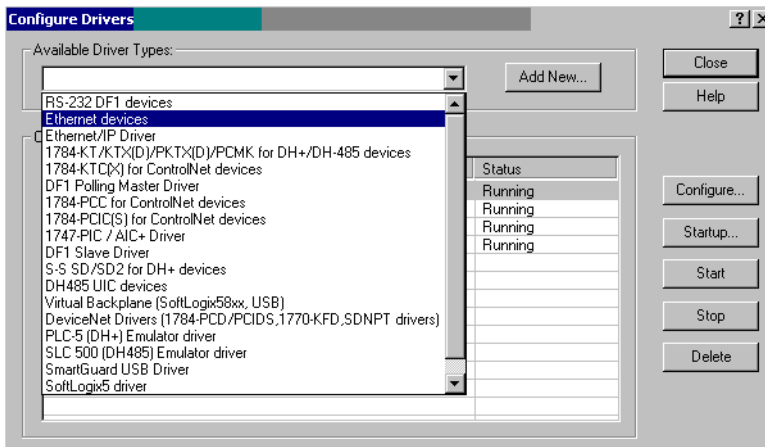 Configure Drivers
Available Driver Types:
Add New...
Close
Help
RS-232 DF1 devices
Ethernet devices
Ethernet/IP Driver
1784-KT/KTX(D)/PKTX(D)/PCMK for DH+/DH-485 devices
1784-KTC(X) for ControlNet devices
DF1 Polling Master Driver
1784-PCC for ControlNet devices
1784-PCIC(S) for ControlNet devices
1747-PIC / AIC+ Driver
DF1 Slave Driver
S-S SD/SD2 for DH+ devices
DH485 UIC devices
Virtual Backplane (SoftLogix58xx, USB)
DeviceNet Drivers (1784-PCD/PCIDS,1770-KFD,SDNPT drivers)
PLC-5 (DH+) Emulator driver
SLC 500 (DH485) Emulator driver
SmartGuard USB Driver
SoftLogix5 driver
Status
Running
Running
Running
Running
Configure...
Startup...
Start
Stop
Delete